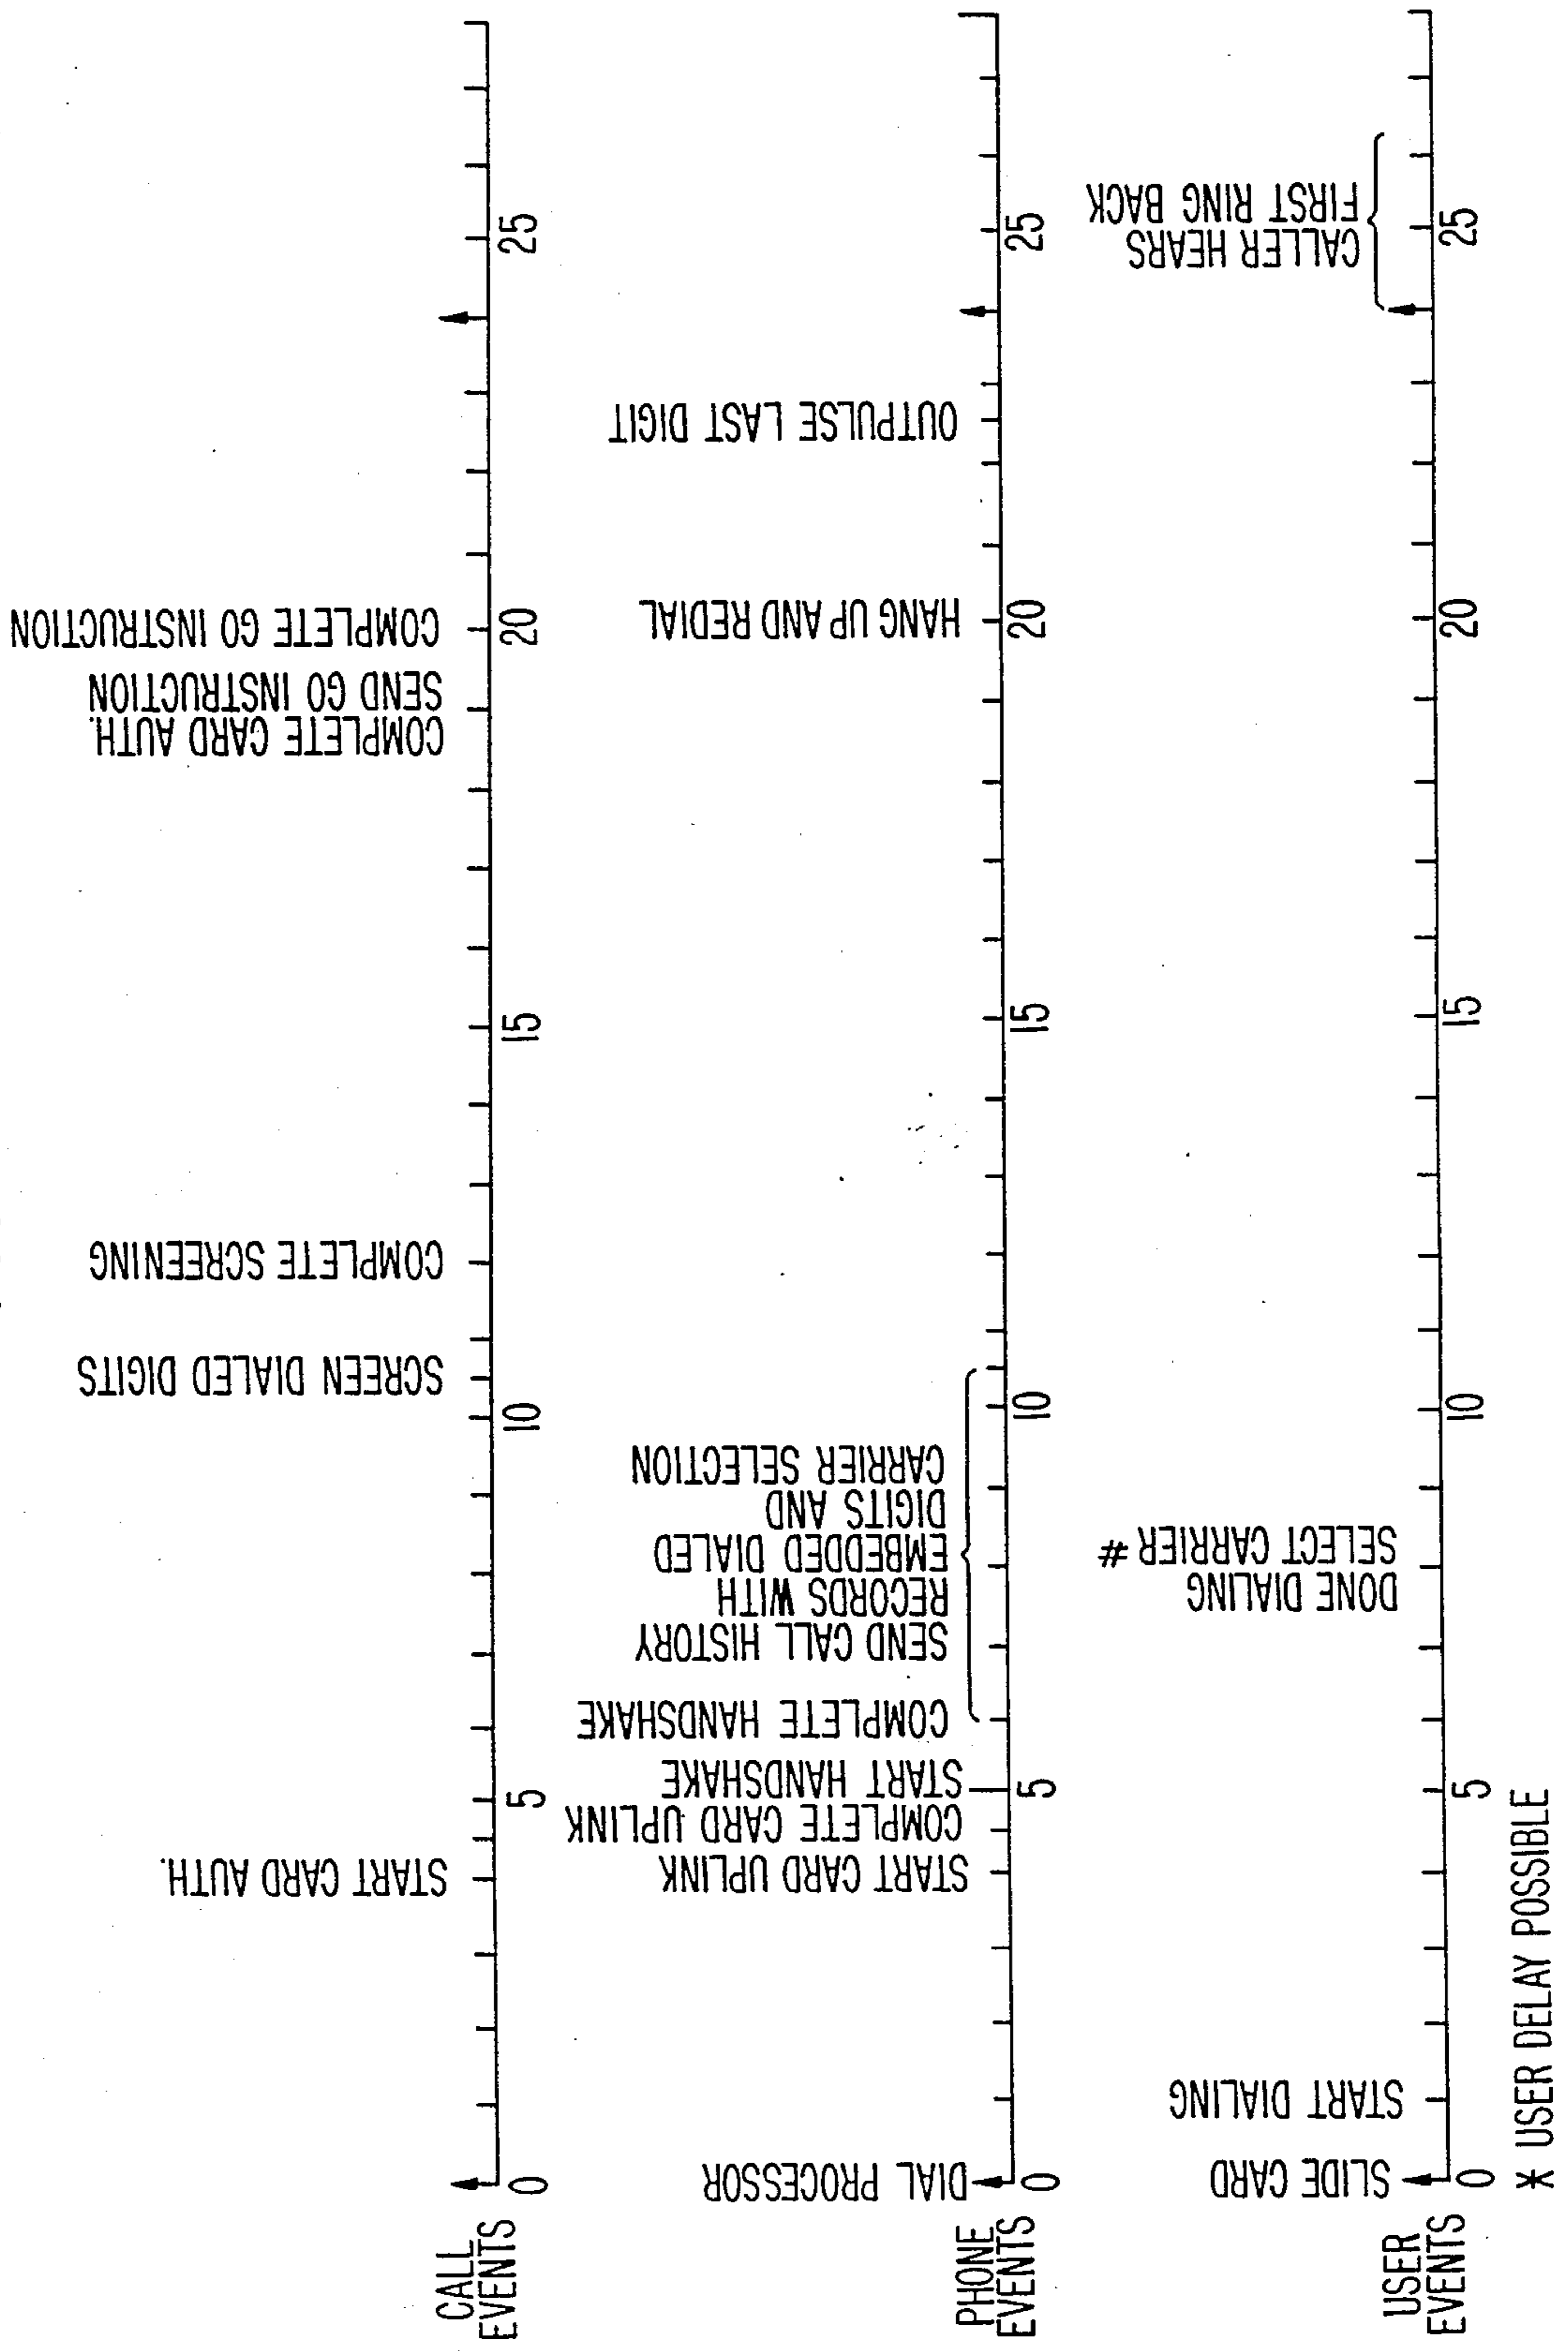 CALL
EVENTS
START CARD AUTH.
SCREEN DIALED DIGITS
COMPLETE SCREENING
COMPLETE CARD AUTH.
SEND GO INSTRUCTION
COMPLETE GO INSTRUCTION
0 5 10 15 20 25
PHONE
EVENTS
DIAL PROCESSOR
START CARD UPLINK
COMPLETE CARD UPLINK
START HANDSHAKE
COMPLETE HANDSHAKE
SEND CALL HISTORY
RECORDS WITH
EMBEDDED DIALED
DIGITS AND
CARRIER SELECTION
HANG UP AND REDIAL
OUTPULSE LAST DIGIT
0 5 10 15 20 25
USER
EVENTS
SLIDE CARD
START DIALING
DONE DIALING
SELECT CARRIER #
CALLER HEARS
FIRST RING BACK
0 5 10 15 20 25
* USER DELAY POSSIBLE